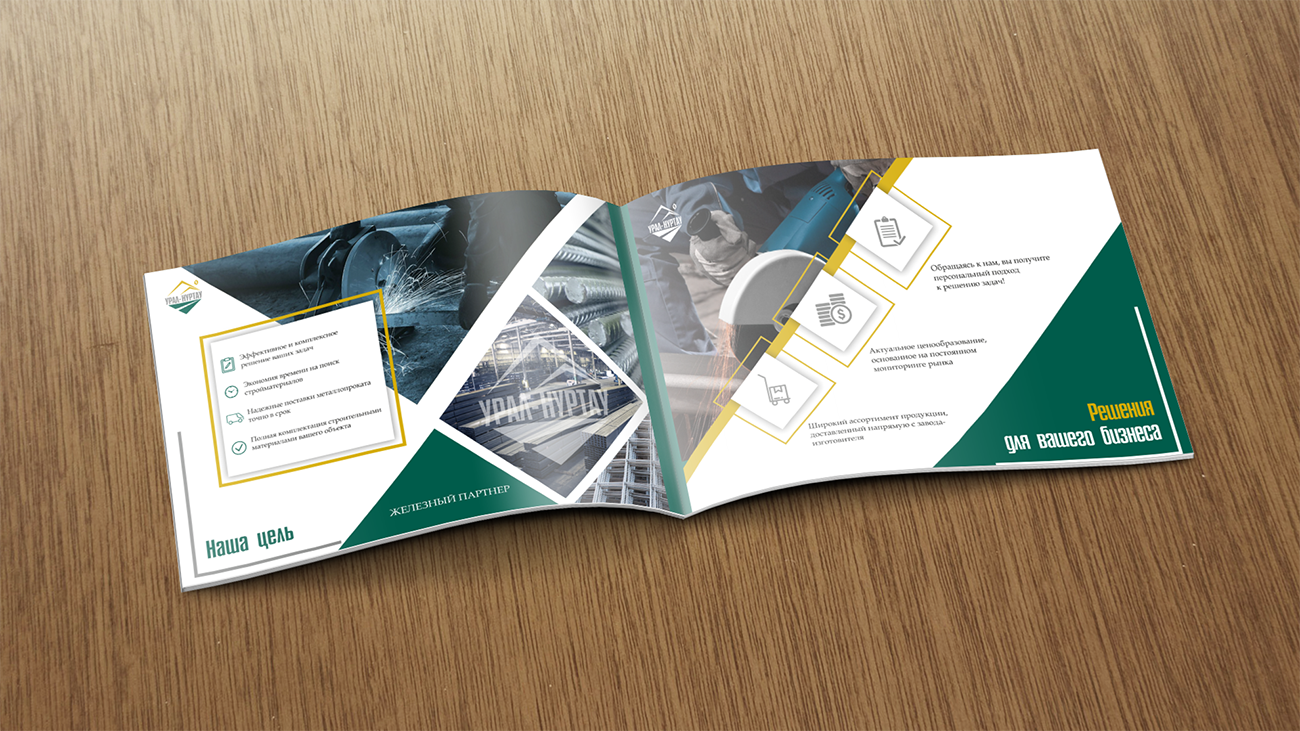 УРАЛ-НУРТАУ
Эффективное и комплексное
решение ваших задач
Экономия времени на поиск
стройматериалов
Надежные поставки металлопроката
точно в срок
Полная комплектация строительными
материалами вашего объекта
Наша цель
ЖЕЛЕЗНЫЙ ПАРТНЕР
УРАЛ-НУРТАУ
УРАЛ-НУРТАУ
Обращаясь к нам, вы получите
персональный подход
к решению задач!
Актуальное ценообразование,
основанное на постоянном
мониторинге рынка
Широкий ассортимент продукции,
доставленный напрямую с завода-
изготовителя
Решения
для вашего бизнеса